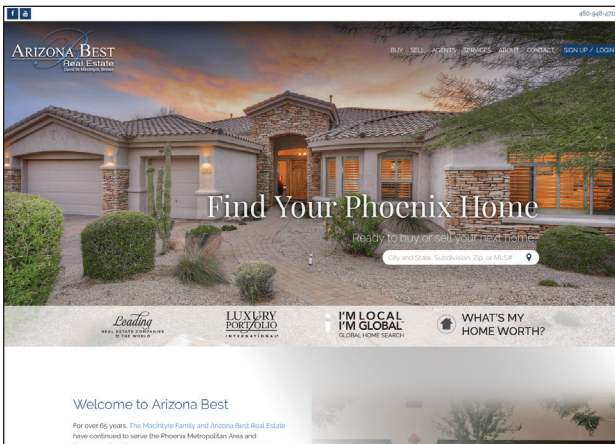 480-948-4711
ARIZONA BEST
Real Estate
BUY SELL AGENTS SERVICES ABOUT CONTACT SIGN UP / LOGIN
Find Your Phoenix Home
Ready to buy or sell your next home?
City and State, Subdivision, Zip, or MLS#
Leading
REAL ESTATE COMPANIES
OF THE WORLD
LUXURY
PORTFOLIO
INTERNATIONAL
I'M LOCAL
I'M GLOBAL
GLOBAL HOME SEARCH
WHAT'S MY
HOME WORTH?
Welcome to Arizona Best
For over 65 years, The MacIntyre Family and Arizona Best Real Estate
have continued to serve the Phoenix Metropolitan Area and